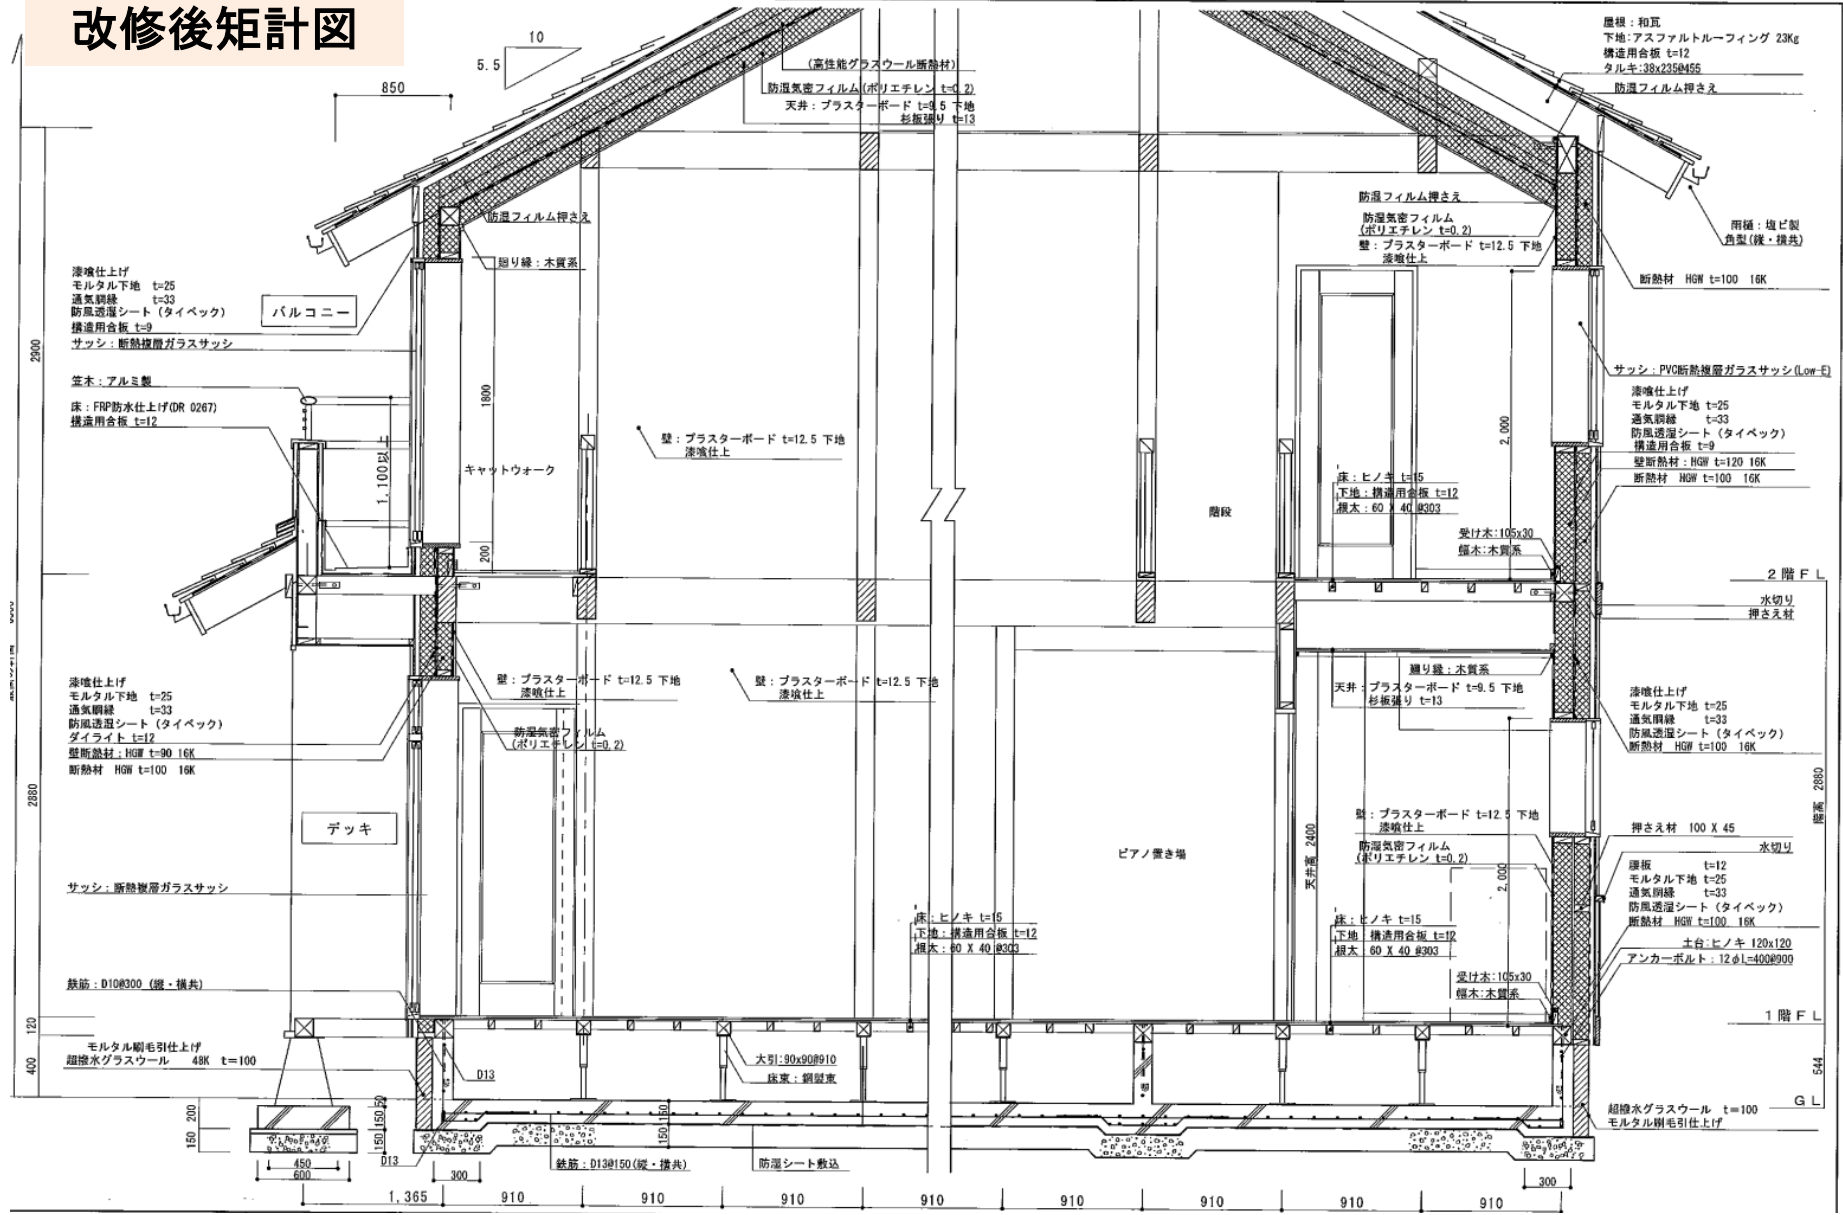 改修後矩計図
10
5.5
850
(高性能グラスウール断熱材)
防湿気密フィルム(ポリエチレン t=0.2)
天井：プラスターボード t=9.5 下地
杉板張り t=13
屋根：和瓦
下地：アスファルトルーフィング 23Kg
構造用合板 t=12
タルキ:38x235@455
防湿フィルム押さえ
防湿フィルム押さえ
廻り縁：木質系
防湿フィルム押さえ
防湿気密フィルム
(ポリエチレン t=0.2)
壁：プラスターボード t=12.5 下地
漆喰仕上
雨樋：塩ビ製
角型(縦・横共)
断熱材 HGW t=100 16K
漆喰仕上げ
モルタル下地 t=25
通気胴縁 t=33
防風透湿シート（タイベック）
構造用合板 t=9
サッシ：断熱複層ガラスサッシ
バルコニー
2900
笠木：アルミ製
床：FRP防水仕上げ(DR 0267)
構造用合板 t=12
1,100以上
1800
200
キャットウォーク
壁：プラスターボード t=12.5 下地
漆喰仕上
階段
2,000
サッシ：PVC断熱複層ガラスサッシ(Low-E)
漆喰仕上げ
モルタル下地 t=25
通気胴縁 t=33
防風透湿シート（タイベック）
構造用合板 t=9
壁断熱材：HGW t=120 16K
断熱材 HGW t=100 16K
床：ヒノキ t=15
下地：構造用合板 t=12
根太：60 X 40 @303
受け木:105x30
幅木:木質系
2階FL
水切り
押さえ材
漆喰仕上げ
モルタル下地 t=25
通気胴縁 t=33
防風透湿シート（タイベック）
ダイライト t=12
壁断熱材：HGW t=90 16K
断熱材 HGW t=100 16K
壁：プラスターボード t=12.5 下地
漆喰仕上
防湿気密フィルム
(ポリエチレン t=0.2)
壁：プラスターボード t=12.5 下地
漆喰仕上
廻り縁：木質系
天井：プラスターボード t=9.5 下地
杉板張り t=13
漆喰仕上げ
モルタル下地 t=25
通気胴縁 t=33
防風透湿シート（タイベック）
断熱材 HGW t=100 16K
2880
階高 2880
デッキ
サッシ：断熱複層ガラスサッシ
ピアノ置き場
天井高 2400
2,000
壁：プラスターボード t=12.5 下地
漆喰仕上
防湿気密フィルム
(ポリエチレン t=0.2)
押さえ材 100 X 45
水切り
腰板 t=12
モルタル下地 t=25
通気胴縁 t=33
防風透湿シート（タイベック）
断熱材 HGW t=100 16K
土台:ヒノキ 120x120
アンカーボルト：12φL=400@900
床：ヒノキ t=15
下地：構造用合板 t=12
根太：60 X 40 @303
床：ヒノキ t=15
下地：構造用合板 t=12
根太：60 X 40 @303
受け木:105x30
幅木:木質系
鉄筋：D10@300 (縦・横共)
1階FL
120
400
544
モルタル刷毛引仕上げ
超撥水グラスウール 48K t=100
D13
大引:90x90@910
床束：鋼製束
GL
超撥水グラスウール t=100
モルタル刷毛引仕上げ
200
150
150
150
50
150
150
450
600
D13
300
鉄筋：D13@150(縦・横共)
防湿シート敷込
300
1,365
910
910
910
910
910
910
910
910